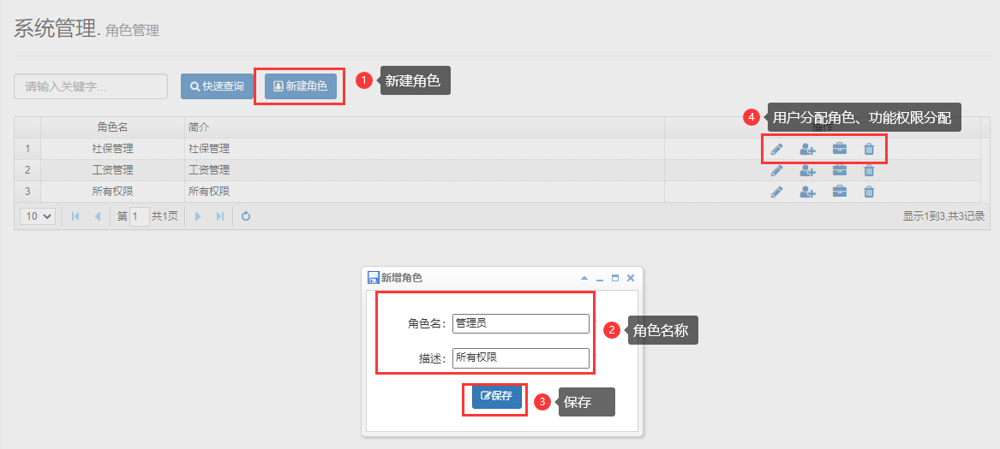 系统管理. 角色管理
请输入关键字... 快速查询 新建角色 1 新建角色
4 用户分配角色、功能权限分配
角色名 简介
1 社保管理 社保管理
2 工资管理 工资管理
3 所有权限 所有权限
10 第 1 共1页 显示1到3,共3记录
新增角色
角色名: 管理员
2 角色名称
描述: 所有权限
保存 3 保存